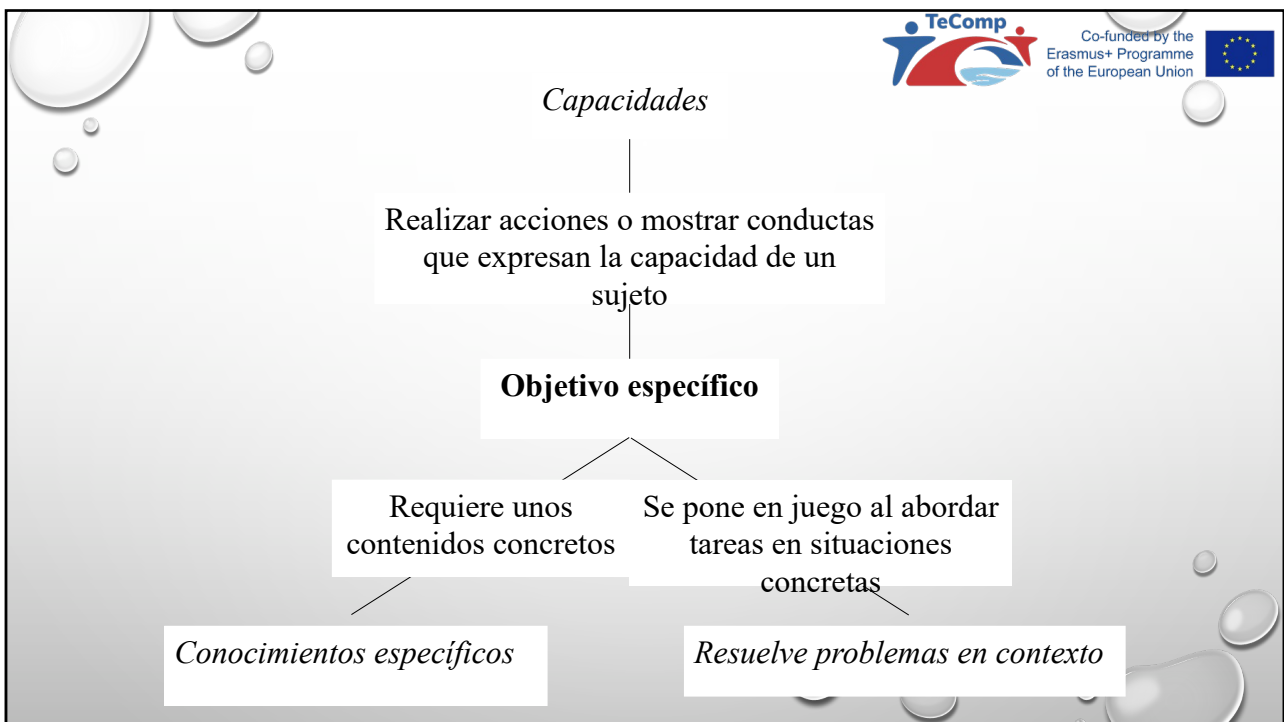 TeComp
Co-funded by the
Erasmus+ Programme
of the European Union
Capacidades
Realizar acciones o mostrar conductas
que expresan la capacidad de un
sujeto
Objetivo específico
Requiere unos
contenidos concretos
Se pone en juego al abordar
tareas en situaciones
concretas
Conocimientos específicos
Resuelve problemas en contexto